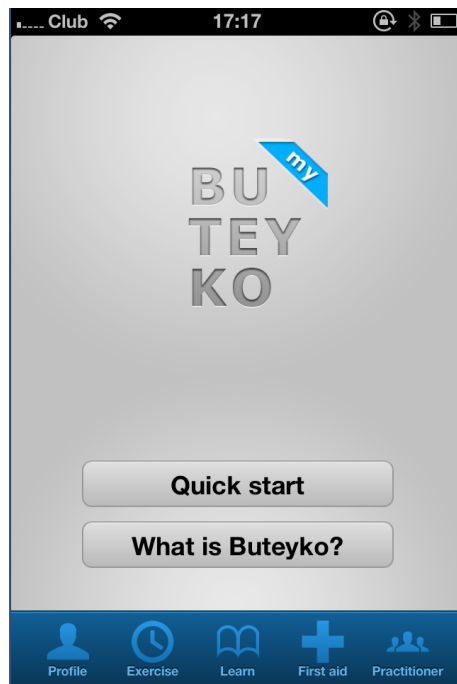 Club 17:17
my
BU
TEY
KO
Quick start
What is Buteyko?
Profile Exercise Learn First aid Practitioner